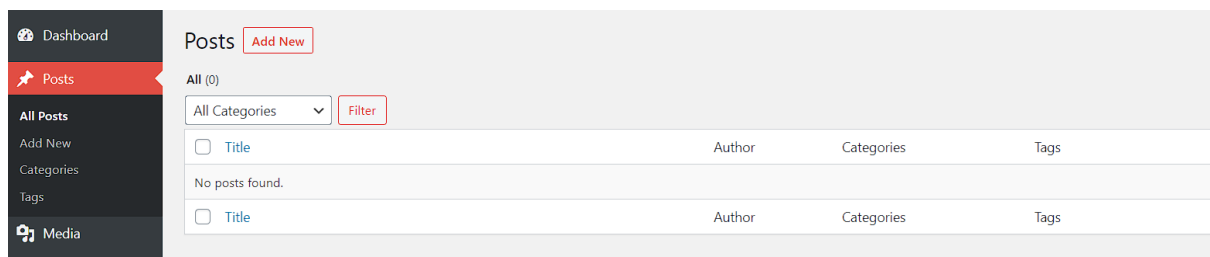 Dashboard
Posts
All Posts
Add New
Categories
Tags
Media
Posts Add New
All (0)
All Categories Filter
Title Author Categories Tags
No posts found.
Title Author Categories Tags